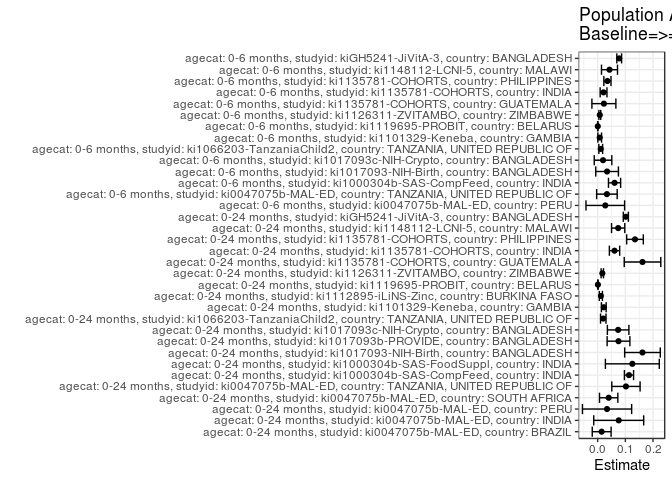 Population A
Baseline=>=
agecat: 0-6 months, studyid: kiGH5241-JiVitA-3, country: BANGLADESH
agecat: 0-6 months, studyid: ki1148112-LCNI-5, country: MALAWI
agecat: 0-6 months, studyid: ki1135781-COHORTS, country: PHILIPPINES
agecat: 0-6 months, studyid: ki1135781-COHORTS, country: INDIA
agecat: 0-6 months, studyid: ki1135781-COHORTS, country: GUATEMALA
agecat: 0-6 months, studyid: ki1126311-ZVITAMBO, country: ZIMBABWE
agecat: 0-6 months, studyid: ki1119695-PROBIT, country: BELARUS
agecat: 0-6 months, studyid: ki1101329-Keneba, country: GAMBIA
agecat: 0-6 months, studyid: ki1066203-TanzaniaChild2, country: TANZANIA, UNITED REPUBLIC OF
agecat: 0-6 months, studyid: ki1017093c-NIH-Crypto, country: BANGLADESH
agecat: 0-6 months, studyid: ki1017093-NIH-Birth, country: BANGLADESH
agecat: 0-6 months, studyid: ki1000304b-SAS-CompFeed, country: INDIA
agecat: 0-6 months, studyid: ki0047075b-MAL-ED, country: TANZANIA, UNITED REPUBLIC OF
agecat: 0-6 months, studyid: ki0047075b-MAL-ED, country: PERU
agecat: 0-24 months, studyid: kiGH5241-JiVitA-3, country: BANGLADESH
agecat: 0-24 months, studyid: ki1148112-LCNI-5, country: MALAWI
agecat: 0-24 months, studyid: ki1135781-COHORTS, country: PHILIPPINES
agecat: 0-24 months, studyid: ki1135781-COHORTS, country: INDIA
agecat: 0-24 months, studyid: ki1135781-COHORTS, country: GUATEMALA
agecat: 0-24 months, studyid: ki1126311-ZVITAMBO, country: ZIMBABWE
agecat: 0-24 months, studyid: ki1119695-PROBIT, country: BELARUS
agecat: 0-24 months, studyid: ki1112895-iLiNS-Zinc, country: BURKINA FASO
agecat: 0-24 months, studyid: ki1101329-Keneba, country: GAMBIA
agecat: 0-24 months, studyid: ki1066203-TanzaniaChild2, country: TANZANIA, UNITED REPUBLIC OF
agecat: 0-24 months, studyid: ki1017093c-NIH-Crypto, country: BANGLADESH
agecat: 0-24 months, studyid: ki1017093b-PROVIDE, country: BANGLADESH
agecat: 0-24 months, studyid: ki1017093-NIH-Birth, country: BANGLADESH
agecat: 0-24 months, studyid: ki1000304b-SAS-FoodSuppl, country: INDIA
agecat: 0-24 months, studyid: ki1000304b-SAS-CompFeed, country: INDIA
agecat: 0-24 months, studyid: ki0047075b-MAL-ED, country: TANZANIA, UNITED REPUBLIC OF
agecat: 0-24 months, studyid: ki0047075b-MAL-ED, country: SOUTH AFRICA
agecat: 0-24 months, studyid: ki0047075b-MAL-ED, country: PERU
agecat: 0-24 months, studyid: ki0047075b-MAL-ED, country: INDIA
agecat: 0-24 months, studyid: ki0047075b-MAL-ED, country: BRAZIL
0.0 0.1 0.2
Estimate